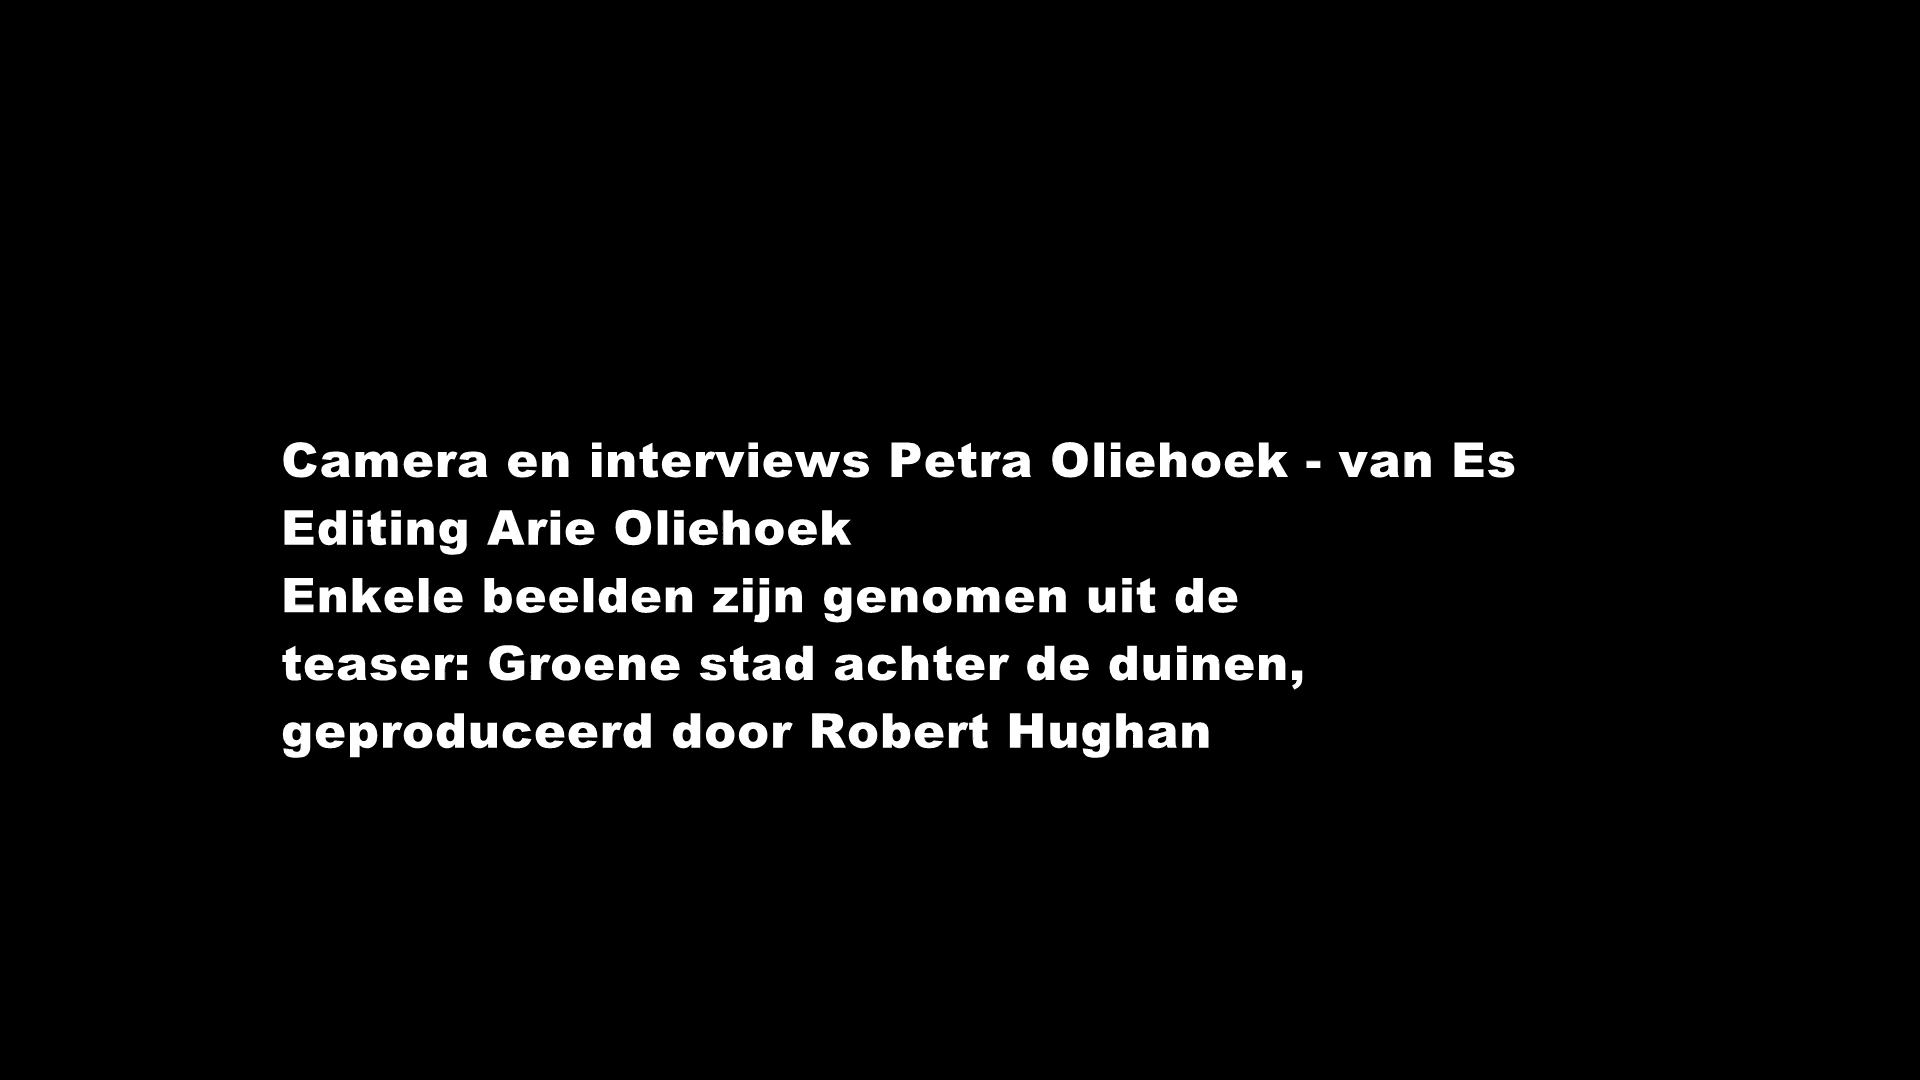 Camera en interviews Petra Oliehoek - van Es
Editing Arie Oliehoek
Enkele beelden zijn genomen uit de
teaser: Groene stad achter de duinen,
geproduceerd door Robert Hughan